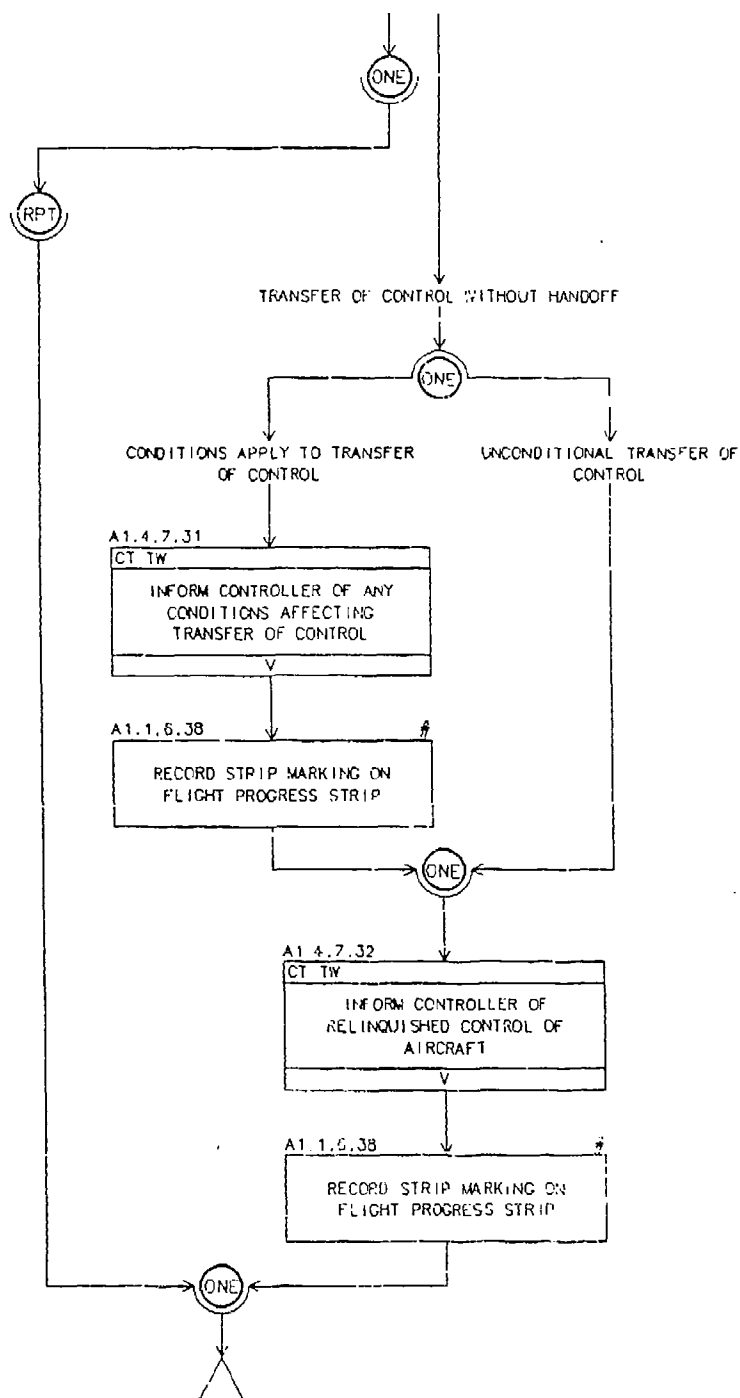 ONE
RPT
TRANSFER OF CONTROL WITHOUT HANDOFF
ONE
CONDITIONS APPLY TO TRANSFER
OF CONTROL
UNCONDITIONAL TRANSFER OF
CONTROL
A1.4.7.31
CT TW
INFORM CONTROLLER OF ANY
CONDITIONS AFFECTING
TRANSFER OF CONTROL
V
A1.1.6.38 #
RECORD STRIP MARKING ON
FLIGHT PROGRESS STRIP
ONE
A1 4.7.32
CT TW
INFORM CONTROLLER OF
RELINQUISHED CONTROL OF
AIRCRAFT
V
A1.1.6.38 #
RECORD STRIP MARKING ON
FLIGHT PROGRESS STRIP
ONE